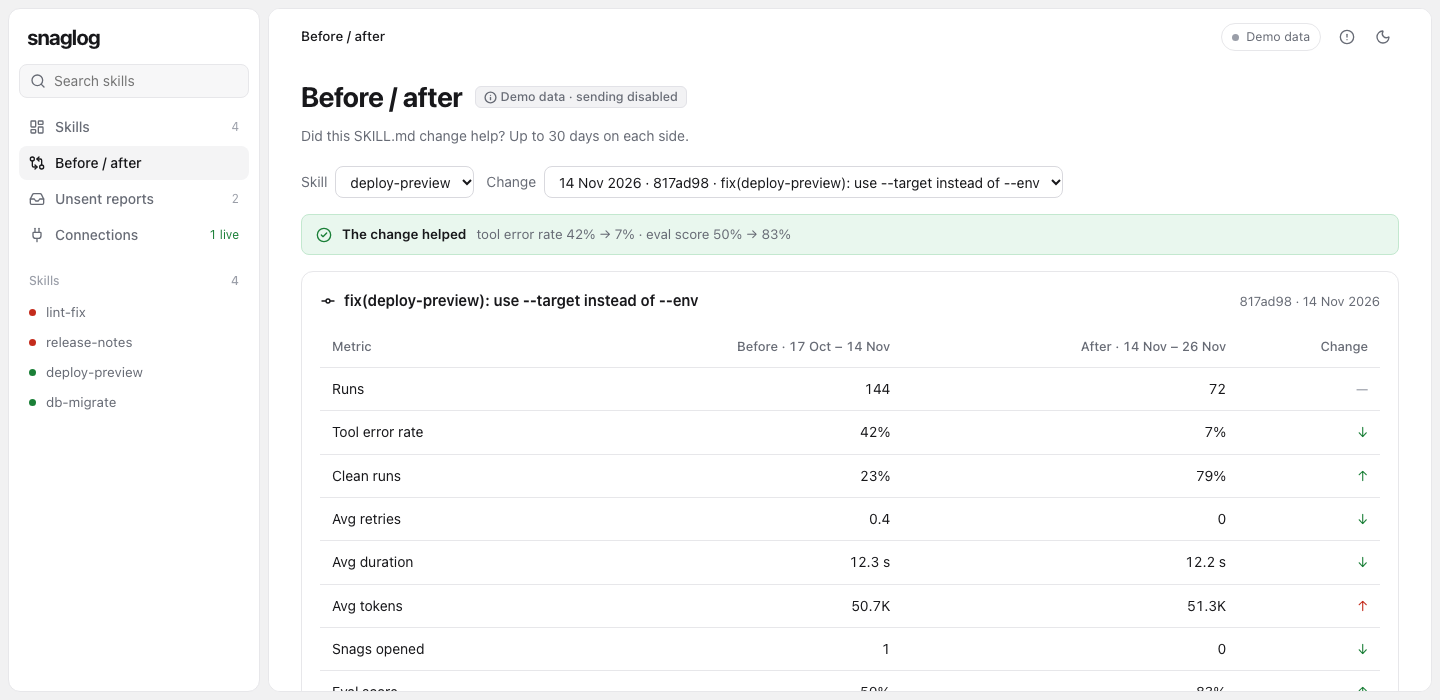 snaglog
Search skills
Skills 4
Before / after
Unsent reports 2
Connections 1 live
Skills 4
lint-fix
release-notes
deploy-preview
db-migrate
Before / after Demo data
Before / after Demo data · sending disabled
Did this SKILL.md change help? Up to 30 days on each side.
Skill deploy-preview Change 14 Nov 2026 · 817ad98 · fix(deploy-preview): use --target instead of --env
The change helped tool error rate 42% → 7% · eval score 50% → 83%
fix(deploy-preview): use --target instead of --env 817ad98 · 14 Nov 2026
Metric Before · 17 Oct – 14 Nov After · 14 Nov – 26 Nov Change
Runs 144 72 —
Tool error rate 42% 7% ↓
Clean runs 23% 79% ↑
Avg retries 0.4 0 ↓
Avg duration 12.3 s 12.2 s ↓
Avg tokens 50.7K 51.3K ↑
Snags opened 1 0 ↓
Eval score 50% 83% ↑